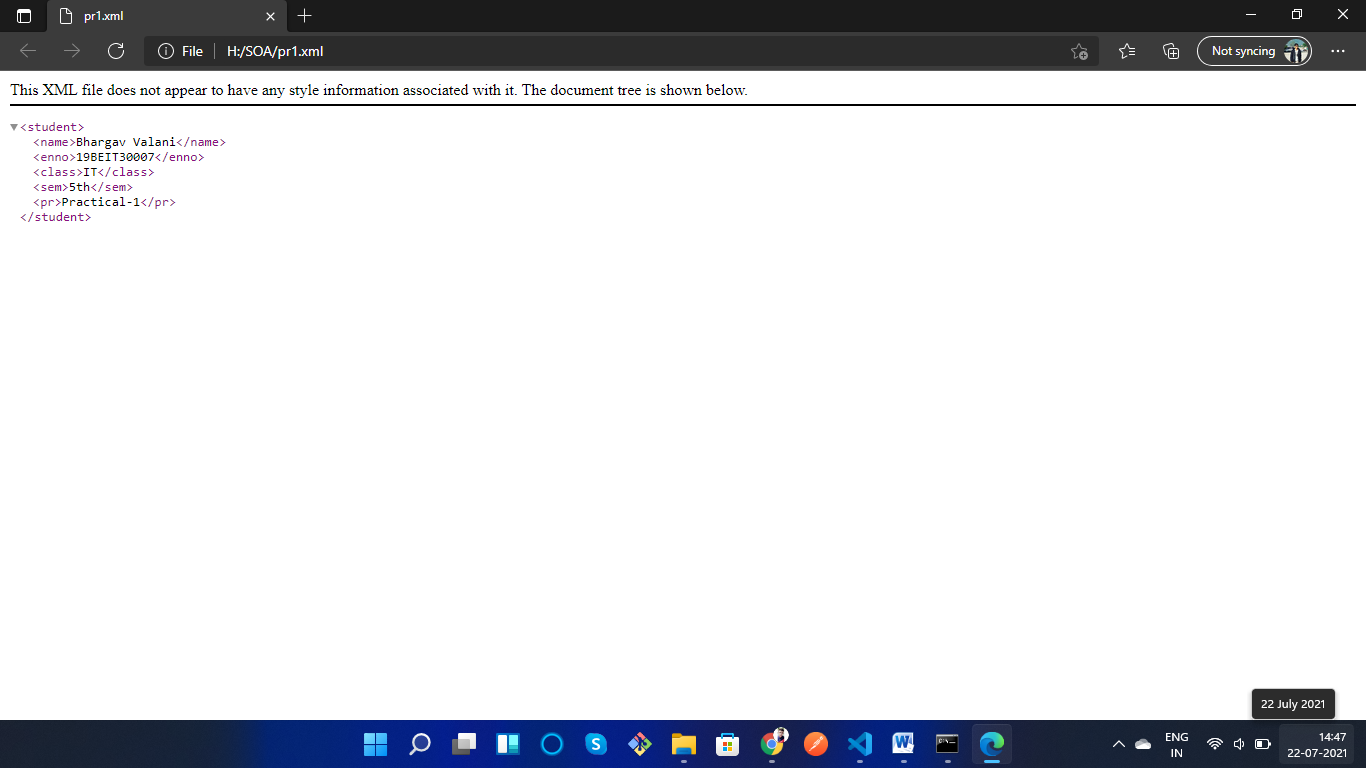 pr1.xml
File
H:/SOA/pr1.xml
Not syncing
This XML file does not appear to have any style information associated with it. The document tree is shown below.
<student>
<name>Bhargav Valani</name>
<enno>19BEIT30007</enno>
<class>IT</class>
<sem>5th</sem>
<pr>Practical-1</pr>
</student>
22 July 2021
ENG
IN
14:47
22-07-2021